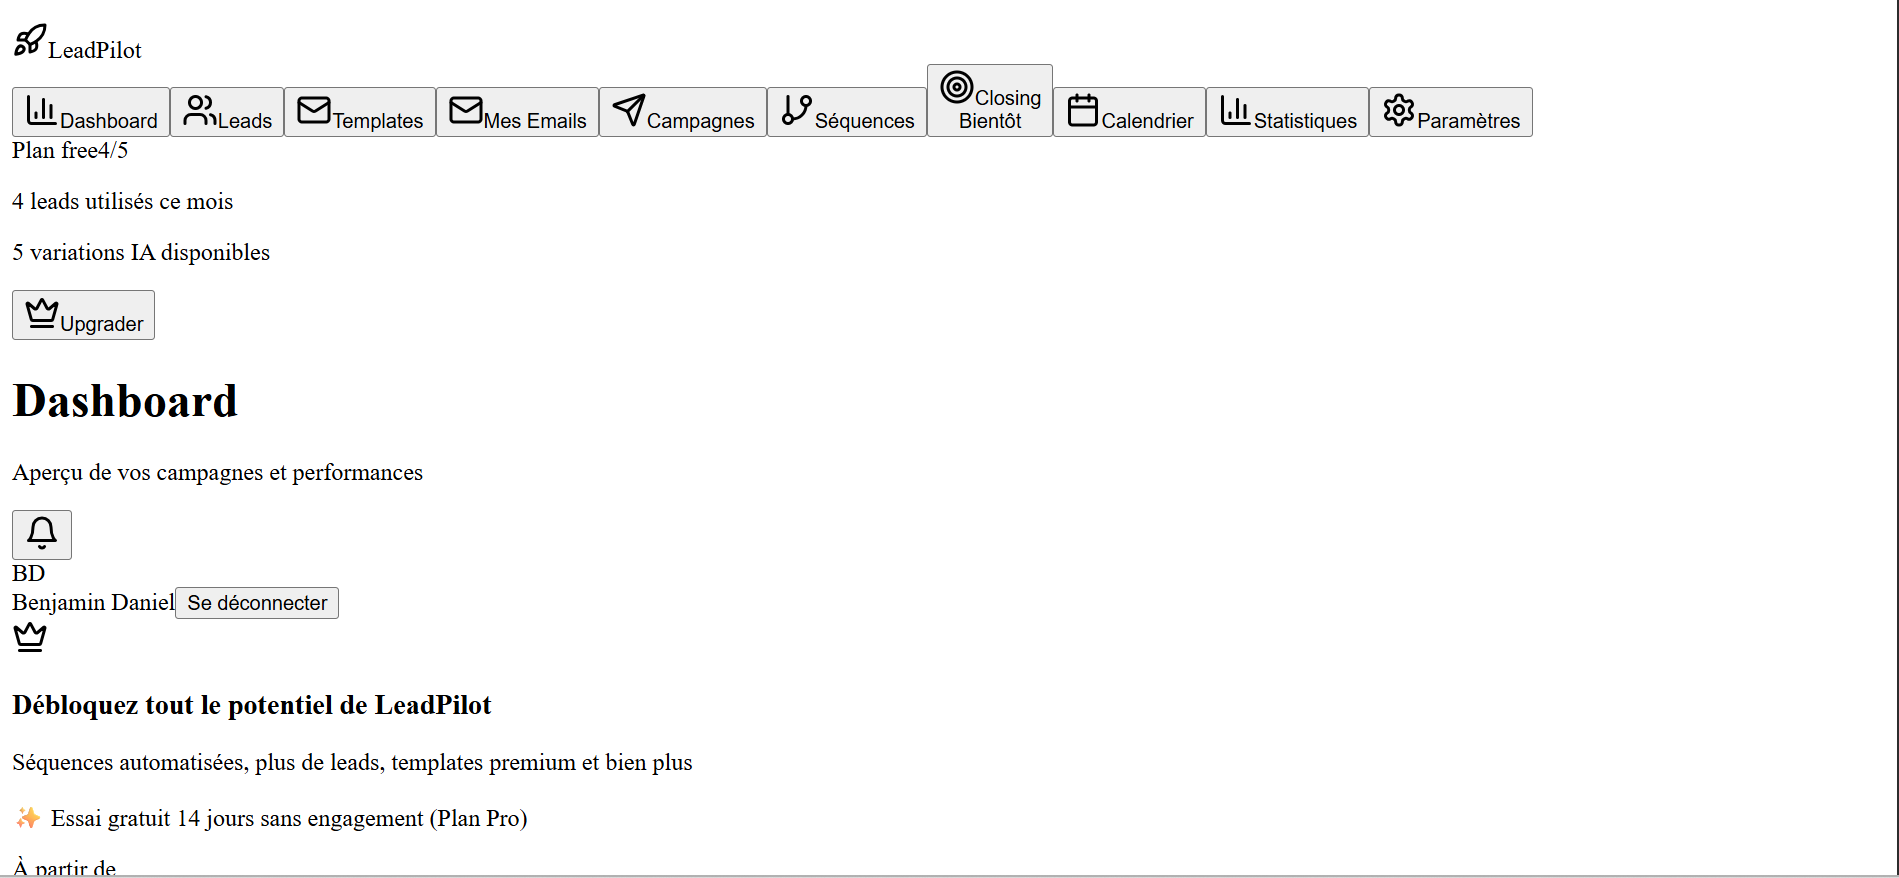 LeadPilot
Dashboard Leads Templates Mes Emails Campagnes Séquences Closing Bientôt Calendrier Statistiques Paramètres
Plan free4/5
4 leads utilisés ce mois
5 variations IA disponibles
Upgrader
Dashboard
Aperçu de vos campagnes et performances
BD
Benjamin Daniel Se déconnecter
Débloquez tout le potentiel de LeadPilot
Séquences automatisées, plus de leads, templates premium et bien plus
✨ Essai gratuit 14 jours sans engagement (Plan Pro)
À partir de